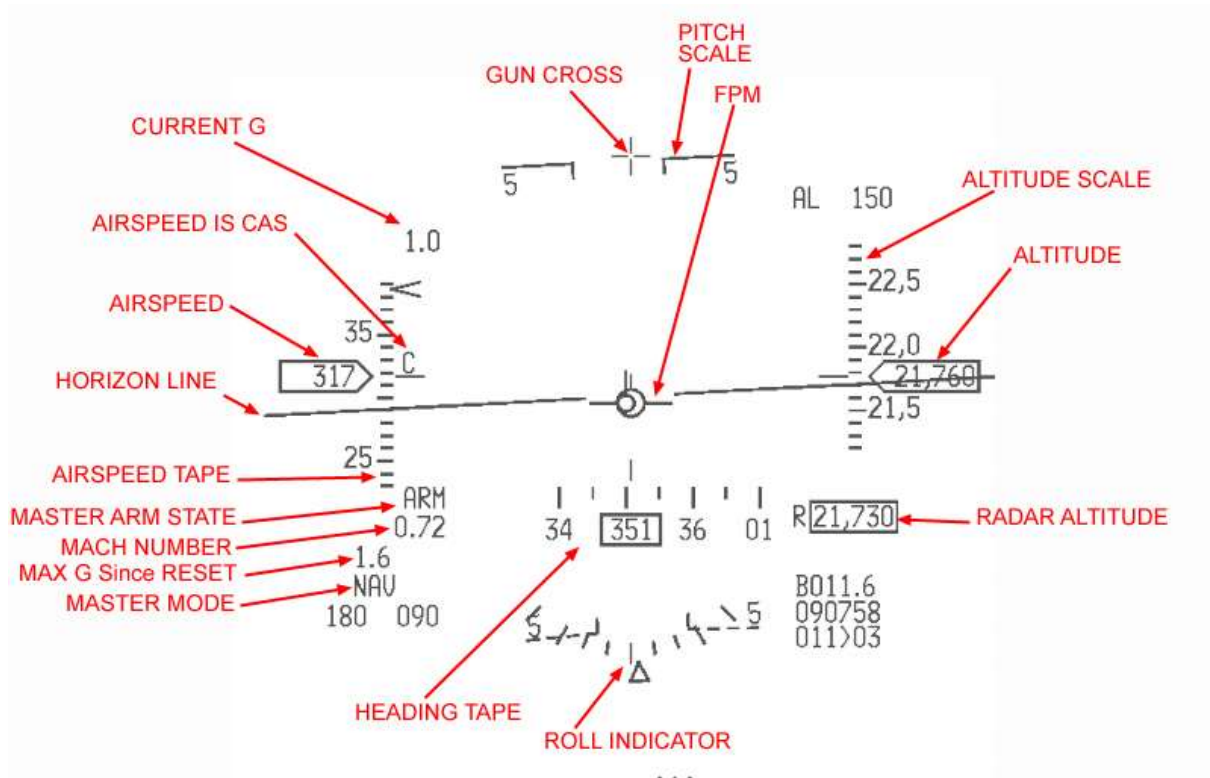 PITCH
SCALE
GUN CROSS
FPM
CURRENT G
5
5
ALTITUDE SCALE
AL 150
AIRSPEED IS CAS
1.0
ALTITUDE
22,5
AIRSPEED
35
C
22,0
317
21,760
HORIZON LINE
21,5
25
AIRSPEED TAPE
ARM
MASTER ARM STATE
R 21,730
RADAR ALTITUDE
0.72
34 351 36 01
MACH NUMBER
1.6
MAX G Since RESET
NAV
MASTER MODE
B011.6
180 090
090758
5
5
011>03
HEADING TAPE
ROLL INDICATOR